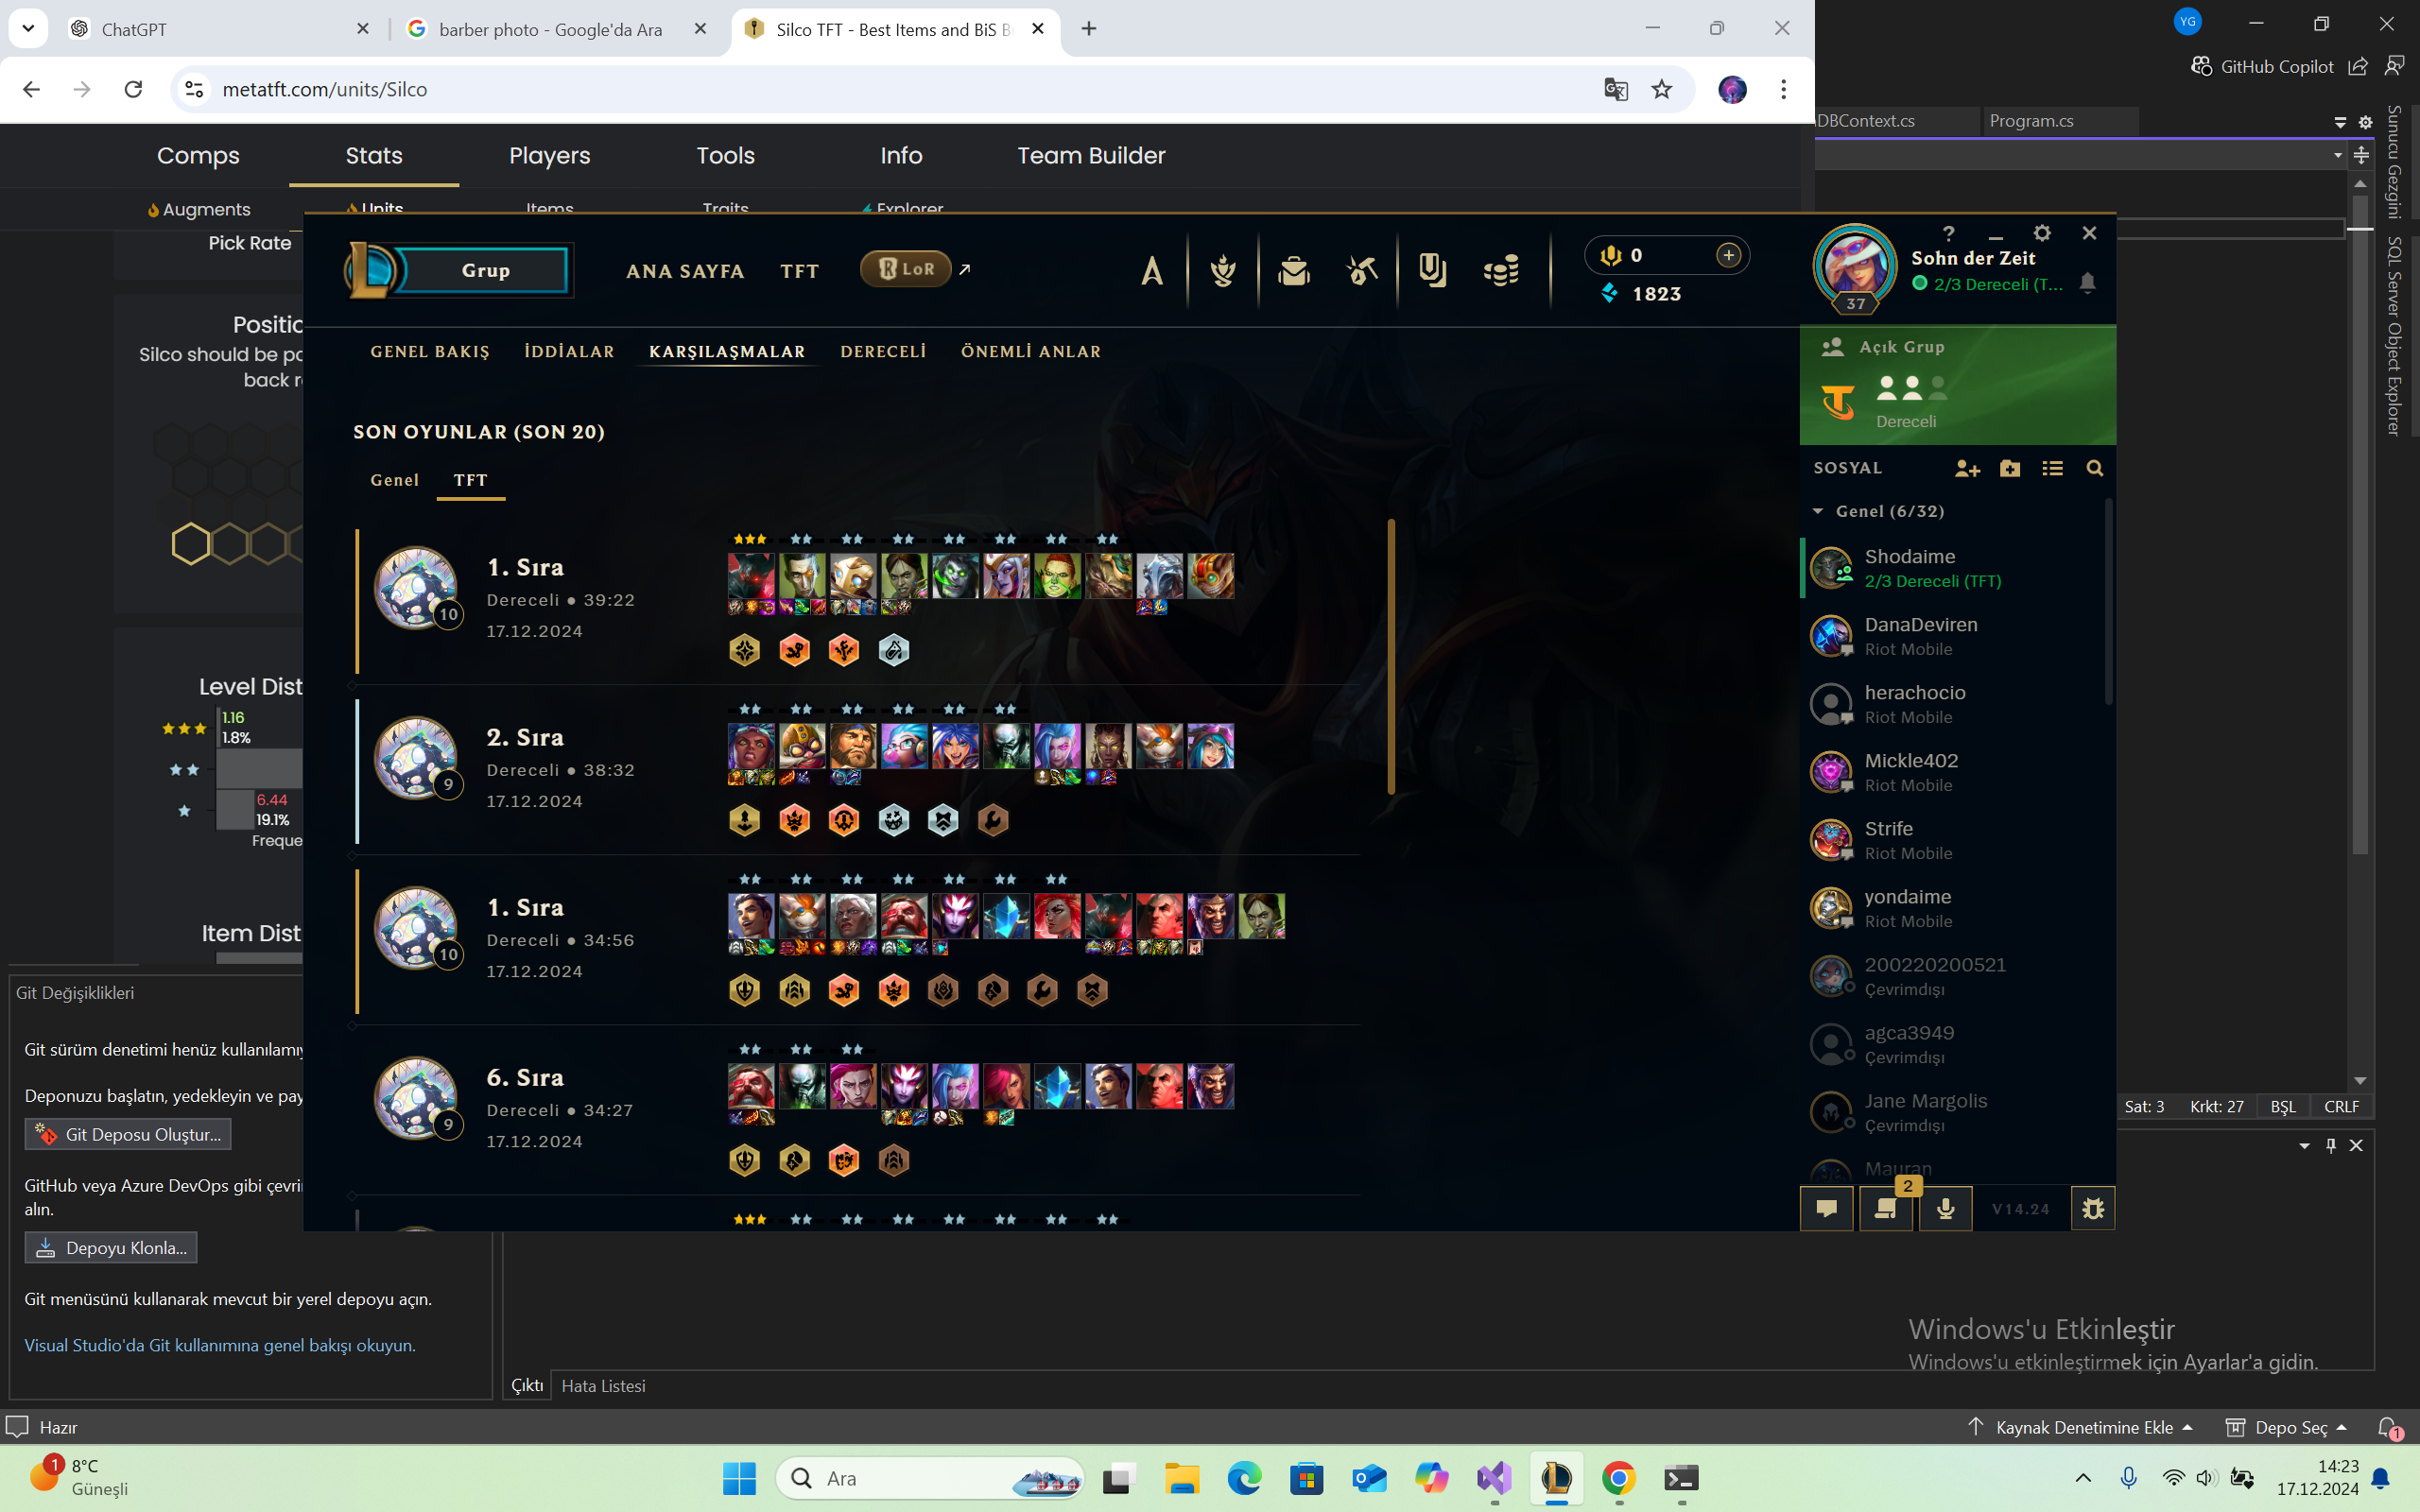 ChatGPT
barber photo - Google'da Ara
Silco TFT - Best Items and BiS B
metatft.com/units/Silco
YG
GitHub Copilot
DBContext.cs
Program.cs
Sunucu Gezgini
SQL Server Object Explorer
Comps
Stats
Players
Tools
Info
Team Builder
Augments
Units
Items
Traits
Explorer
Pick Rate
Positio
Silco should be po
back r
Level Dist
1.16
1.8%
6.44
19.1%
Freque
Item Dist
Grup
ANA SAYFA
TFT
LoR
0
1823
37
Sohn der Zeit
2/3 Dereceli (T...
GENEL BAKIŞ
İDDİALAR
KARŞILAŞMALAR
DERECELİ
ÖNEMLİ ANLAR
SON OYUNLAR (SON 20)
Genel
TFT
10
1. Sıra
Dereceli ● 39:22
17.12.2024
9
2. Sıra
Dereceli ● 38:32
17.12.2024
10
1. Sıra
Dereceli ● 34:56
17.12.2024
9
6. Sıra
Dereceli ● 34:27
17.12.2024
Açık Grup
Dereceli
SOSYAL
Genel (6/32)
Shodaime
2/3 Dereceli (TFT)
DanaDeviren
Riot Mobile
herachocio
Riot Mobile
Mickle402
Riot Mobile
Strife
Riot Mobile
yondaime
Riot Mobile
200220200521
Çevrimdışı
agca3949
Çevrimdışı
Jane Margolis
Çevrimdışı
Mauran
2
V14.24
Git Değişiklikleri
Git sürüm denetimi henüz kullanılamıy
Deponuzu başlatın, yedekleyin ve pay
Git Deposu Oluştur...
GitHub veya Azure DevOps gibi çevri
alın.
Depoyu Klonla...
Git menüsünü kullanarak mevcut bir yerel depoyu açın.
Visual Studio'da Git kullanımına genel bakışı okuyun.
Sat: 3
Krkt: 27
BŞL
CRLF
Çıktı
Hata Listesi
Windows'u Etkinleştir
Windows'u etkinleştirmek için Ayarlar'a gidin.
Hazır
Kaynak Denetimine Ekle
Depo Seç
1
1
8°C
Güneşli
Ara
14:23
17.12.2024